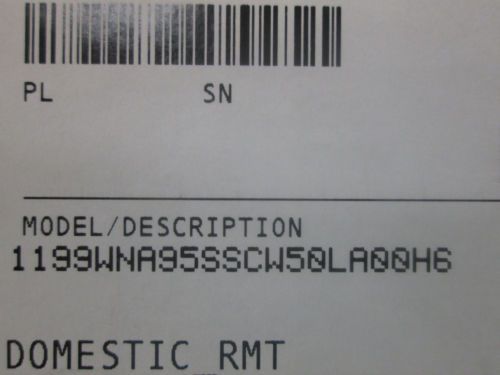 PL SN
MODEL/DESCRIPTION
1199WNA95SSCW50LA00H6
DOMESTIC RMT